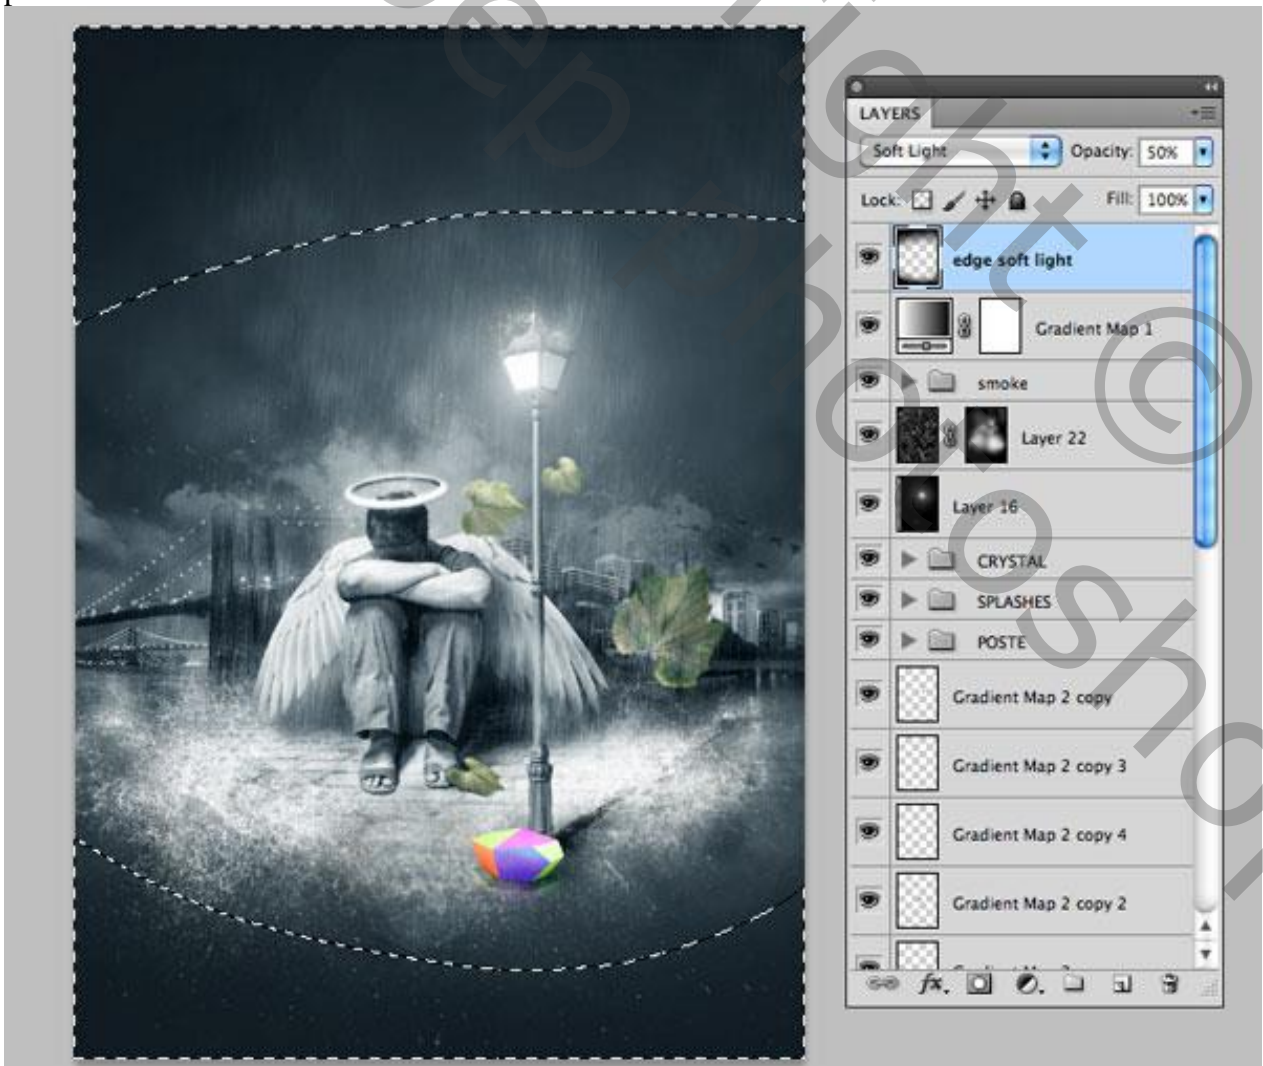 LAYERS
Soft Light Opacity: 50%
Lock: Fill: 100%
edge soft light
Gradient Map 1
smoke
Layer 22
Layer 16
CRYSTAL
SPLASHES
POSTE
Gradient Map 2 copy
Gradient Map 2 copy 3
Gradient Map 2 copy 4
Gradient Map 2 copy 2
fx.
©